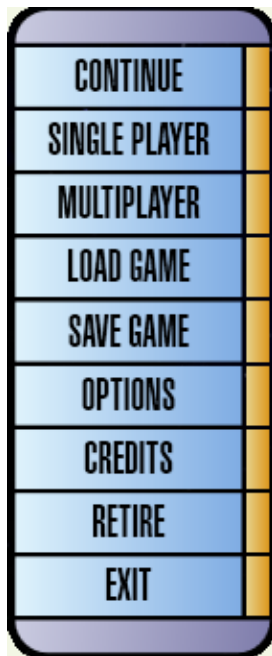 CONTINUE
SINGLE PLAYER
MULTIPLAYER
LOAD GAME
SAVE GAME
OPTIONS
CREDITS
RETIRE
EXIT